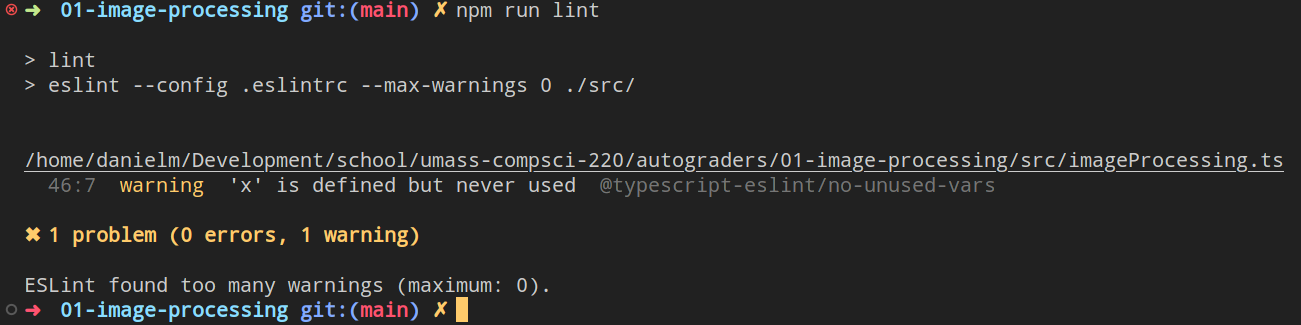 ➜ 01-image-processing git:(main) ✗ npm run lint
> lint
> eslint --config .eslintrc --max-warnings 0 ./src/
/home/danielm/Development/school/umass-compsci-220/autograders/01-image-processing/src/imageProcessing.ts
46:7 warning 'x' is defined but never used @typescript-eslint/no-unused-vars
✖ 1 problem (0 errors, 1 warning)
ESLint found too many warnings (maximum: 0).
➜ 01-image-processing git:(main) ✗